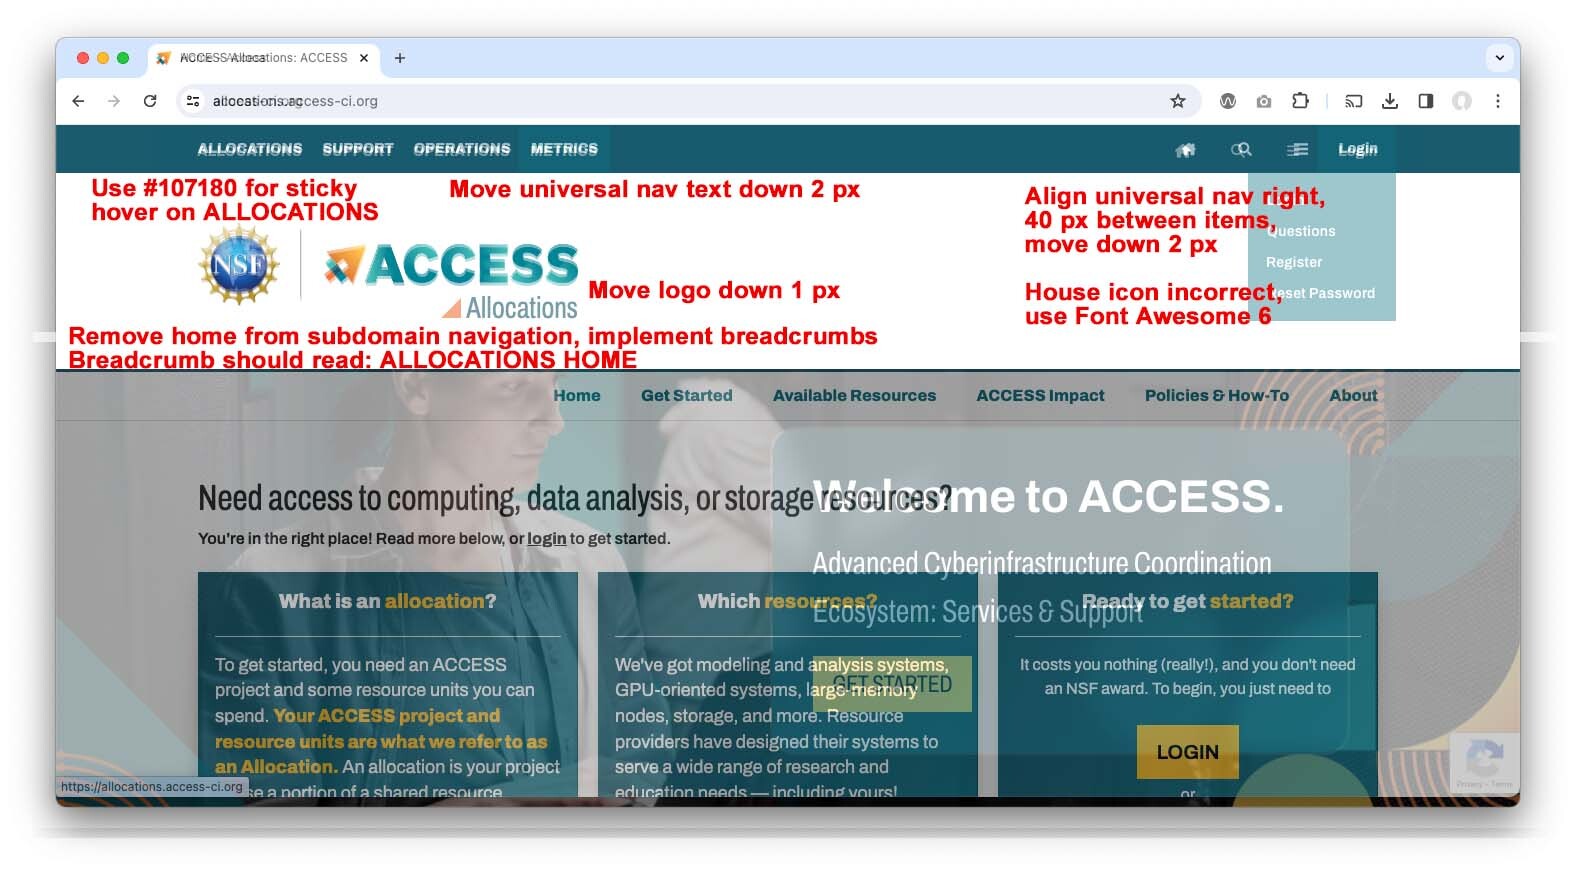 ACCESS Allocations: ACCESS
allocations.access-ci.org
ALLOCATIONS SUPPORT OPERATIONS METRICS Login
Use #107180 for sticky
hover on ALLOCATIONS
Move universal nav text down 2 px
Align universal nav right,
40 px between items,
move down 2 px
Questions
Register
Reset Password
NSF
ACCESS
Allocations
Move logo down 1 px
House icon incorrect,
use Font Awesome 6
Remove home from subdomain navigation, implement breadcrumbs
Breadcrumb should read: ALLOCATIONS HOME
Home Get Started Available Resources ACCESS Impact Policies & How-To About
Need access to computing, data analysis, or storage resources?
You're in the right place! Read more below, or login to get started.
Welcome to ACCESS.
Advanced Cyberinfrastructure Coordination
Ecosystem: Services & Support
GET STARTED
What is an allocation?
To get started, you need an ACCESS
project and some resource units you can
spend. Your ACCESS project and
resource units are what we refer to as
an Allocation. An allocation is your project
a portion of a shared resource
Which resources?
We've got modeling and analysis systems,
GPU-oriented systems, large-memory
nodes, storage, and more. Resource
providers have designed their systems to
serve a wide range of research and
education needs — including yours!
Ready to get started?
It costs you nothing (really!), and you don't need
an NSF award. To begin, you just need to
LOGIN
or
https://allocations.access-ci.org
Privacy - Terms